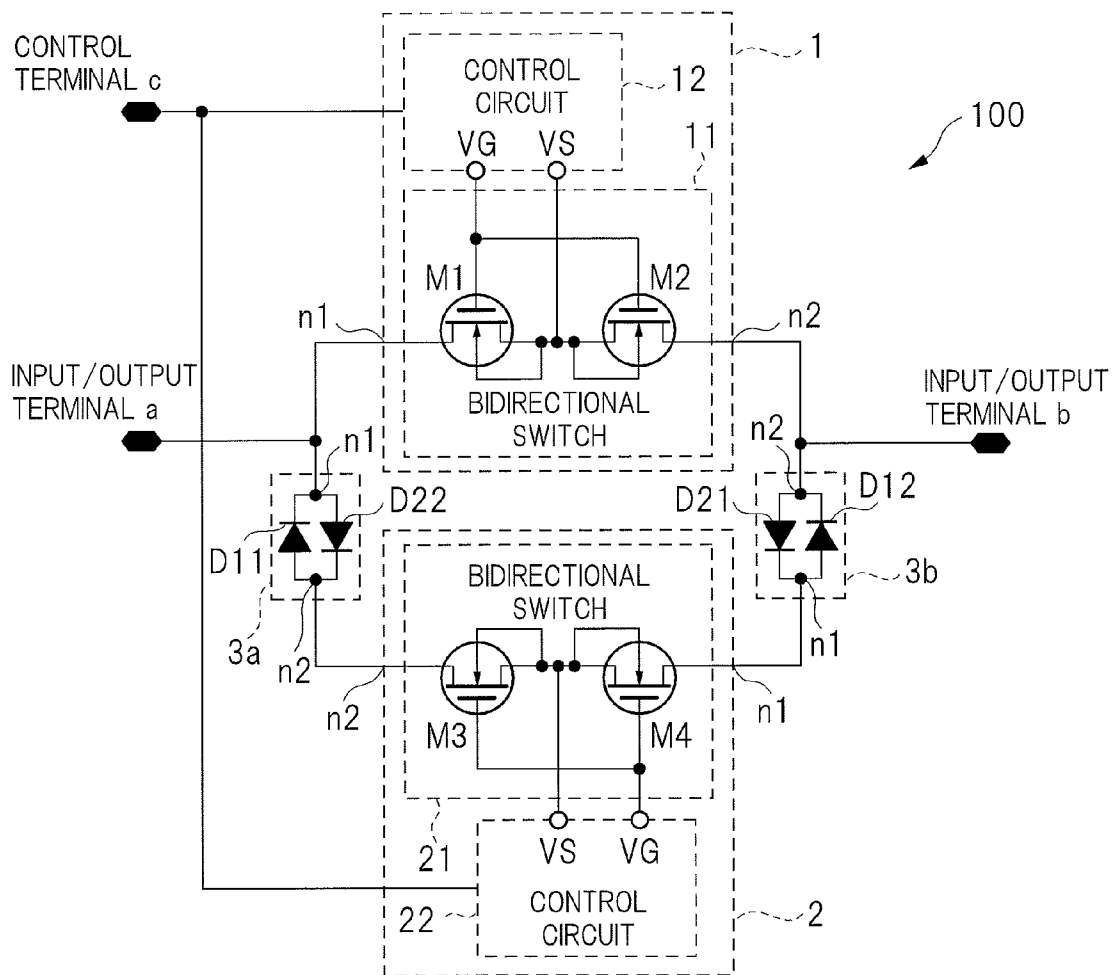 CONTROL
TERMINAL c
1
CONTROL
CIRCUIT
12
100
VG
VS
11
M1
M2
n1
n2
INPUT/OUTPUT
TERMINAL a
BIDIRECTIONAL
SWITCH
INPUT/OUTPUT
TERMINAL b
n1
n2
D22
D21
D12
D11
3a
n2
BIDIRECTIONAL
SWITCH
3b
n1
n2
M3
M4
n1
21
VS
VG
22
CONTROL
CIRCUIT
2